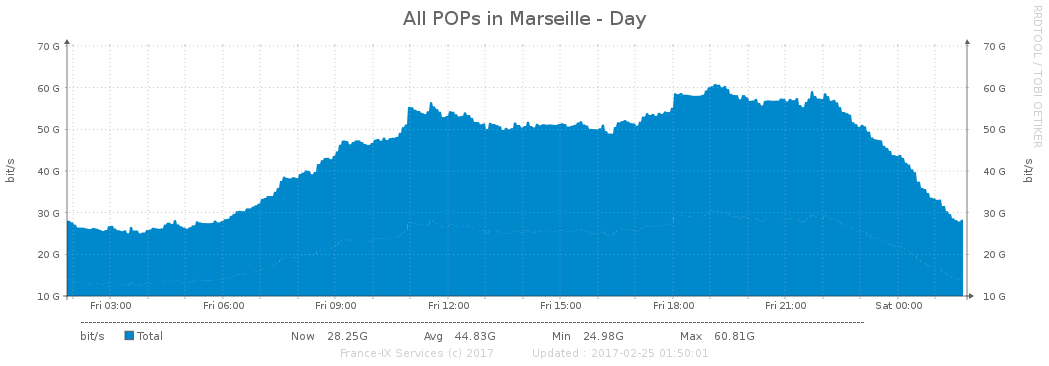 All POPs in Marseille - Day
RRDTOOL / TOBI OETIKER
70 G 70 G
60 G 60 G
50 G 50 G
40 G 40 G
30 G 30 G
20 G 20 G
10 G 10 G
bit/s bit/s
Fri 03:00 Fri 06:00 Fri 09:00 Fri 12:00 Fri 15:00 Fri 18:00 Fri 21:00 Sat 00:00
bit/s Total Now 28.25G Avg 44.83G Min 24.98G Max 60.81G
France-IX Services (c) 2017 Updated : 2017-02-25 01:50:01